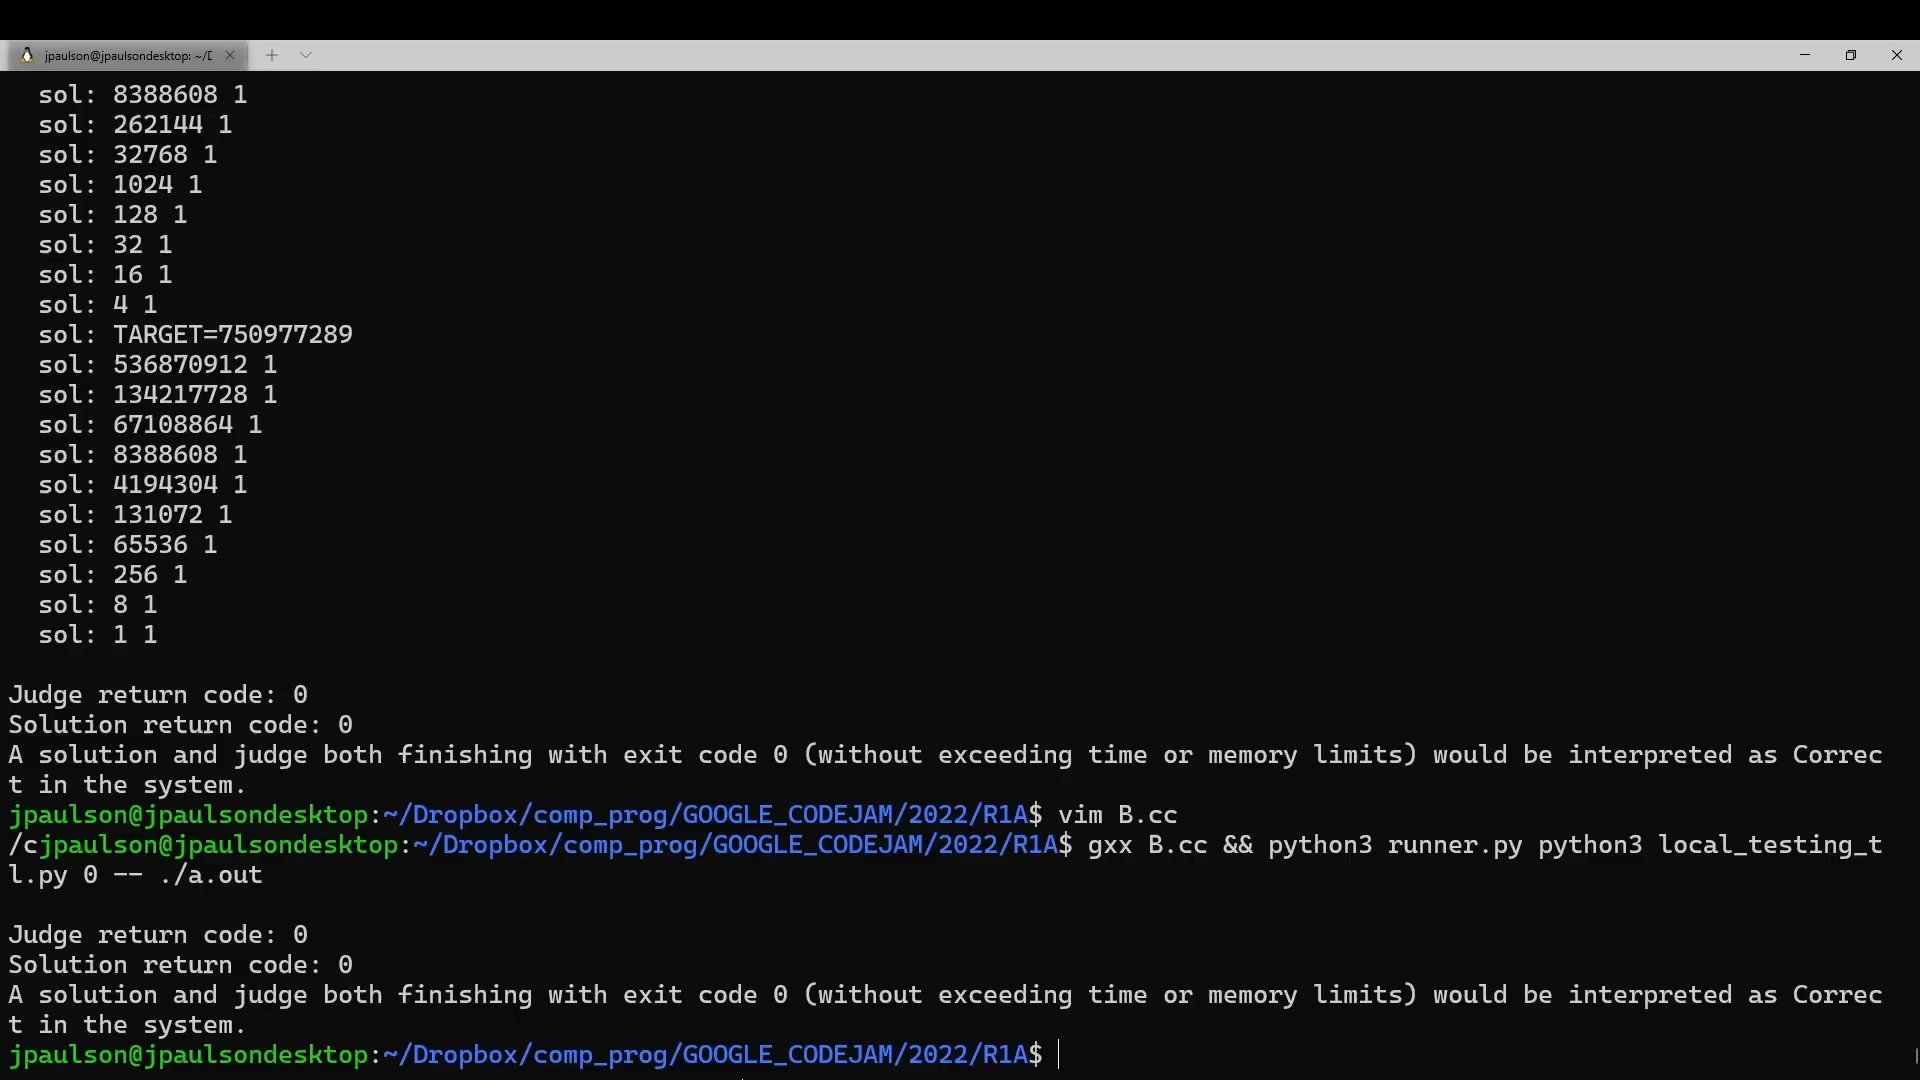 jpaulson@jpaulsondesktop: ~/D
sol: 8388608 1
sol: 262144 1
sol: 32768 1
sol: 1024 1
sol: 128 1
sol: 32 1
sol: 16 1
sol: 4 1
sol: TARGET=750977289
sol: 536870912 1
sol: 134217728 1
sol: 67108864 1
sol: 8388608 1
sol: 4194304 1
sol: 131072 1
sol: 65536 1
sol: 256 1
sol: 8 1
sol: 1 1
Judge return code: 0
Solution return code: 0
A solution and judge both finishing with exit code 0 (without exceeding time or memory limits) would be interpreted as Correc
t in the system.
jpaulson@jpaulsondesktop:~/Dropbox/comp_prog/GOOGLE_CODEJAM/2022/R1A$ vim B.cc
/cjpaulson@jpaulsondesktop:~/Dropbox/comp_prog/GOOGLE_CODEJAM/2022/R1A$ gxx B.cc && python3 runner.py python3 local_testing_t
l.py 0 -- ./a.out
Judge return code: 0
Solution return code: 0
A solution and judge both finishing with exit code 0 (without exceeding time or memory limits) would be interpreted as Correc
t in the system.
jpaulson@jpaulsondesktop:~/Dropbox/comp_prog/GOOGLE_CODEJAM/2022/R1A$